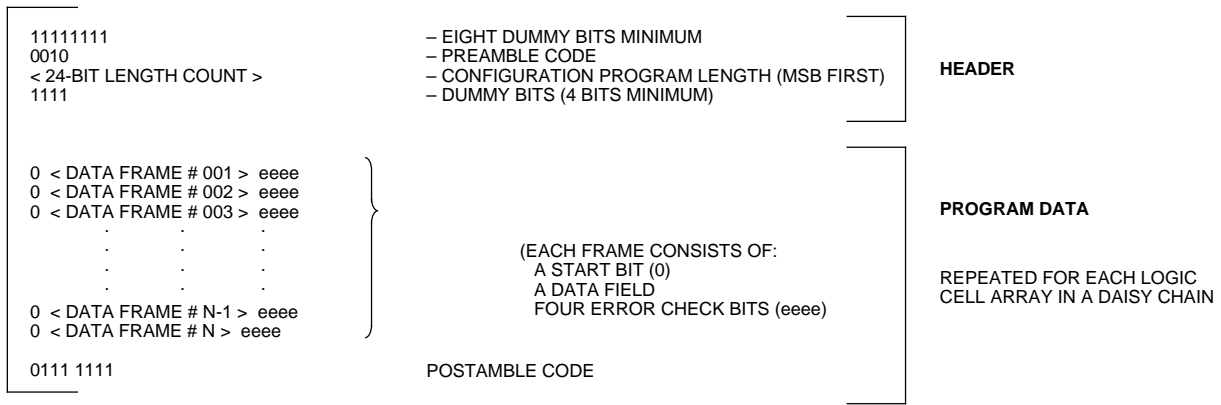 11111111 – EIGHT DUMMY BITS MINIMUM
0010 – PREAMBLE CODE
< 24-BIT LENGTH COUNT > – CONFIGURATION PROGRAM LENGTH (MSB FIRST)
1111 – DUMMY BITS (4 BITS MINIMUM)
HEADER
0 < DATA FRAME # 001 > eeee
0 < DATA FRAME # 002 > eeee
0 < DATA FRAME # 003 > eeee
. . .
. . .
. . .
. . .
0 < DATA FRAME # N-1 > eeee
0 < DATA FRAME # N > eeee
(EACH FRAME CONSISTS OF:
A START BIT (0)
A DATA FIELD
FOUR ERROR CHECK BITS (eeee)
PROGRAM DATA
REPEATED FOR EACH LOGIC
CELL ARRAY IN A DAISY CHAIN
0111 1111 POSTAMBLE CODE